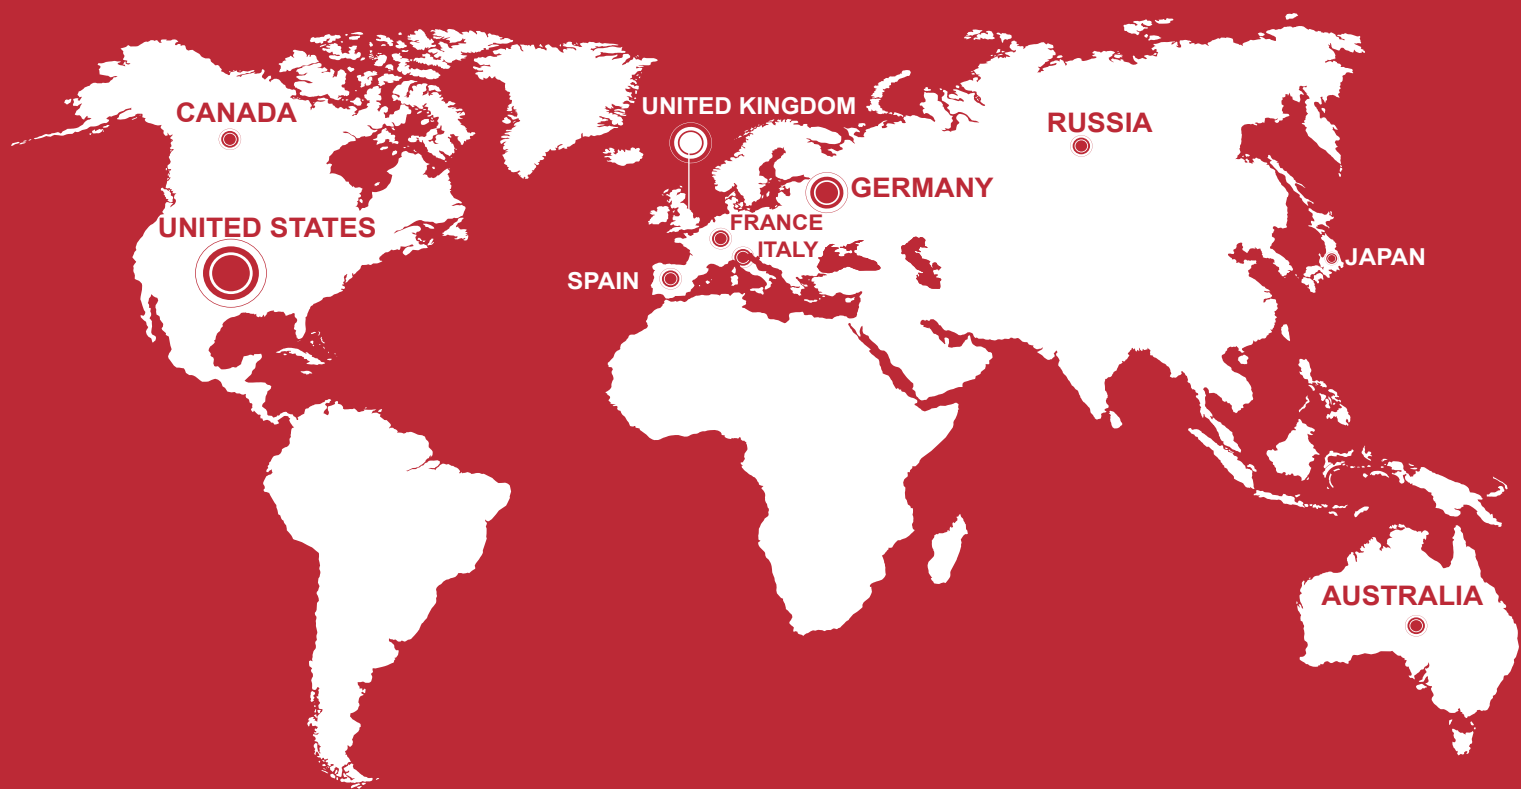 CANADA
UNITED KINGDOM
RUSSIA
GERMANY
UNITED STATES
FRANCE
ITALY
JAPAN
SPAIN
AUSTRALIA